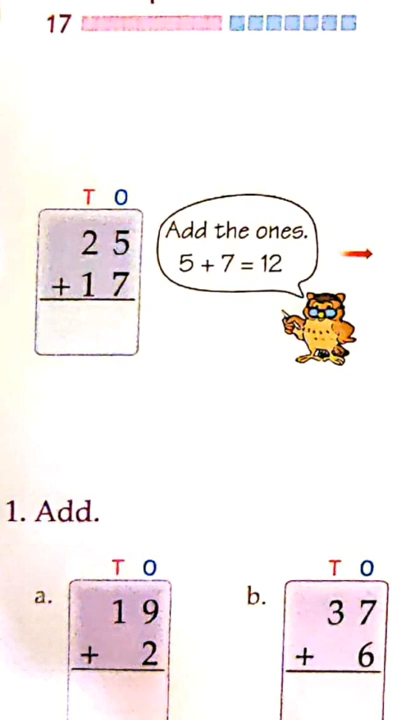 17
T O
2 5
+ 1 7
Add the ones.
5 + 7 = 12
1. Add.
a.
T O
1 9
+ 2
b.
T O
3 7
+ 6